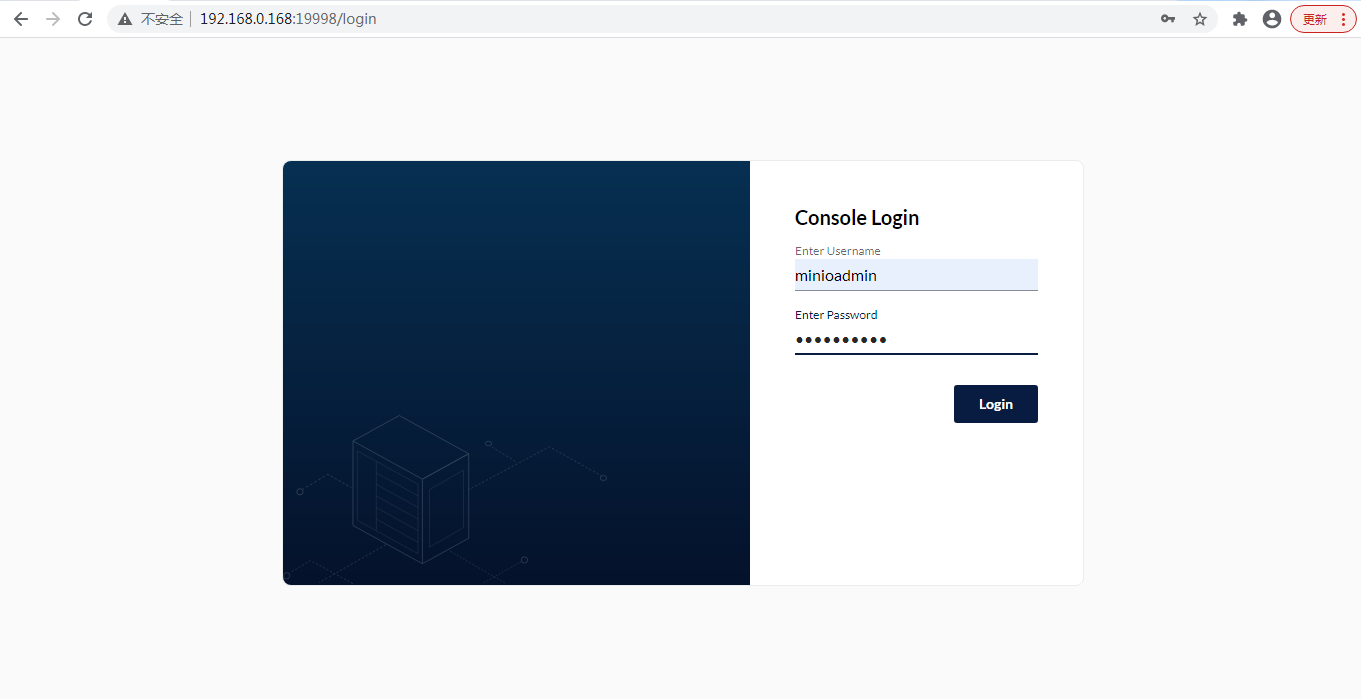 不安全 192.168.0.168:19998/login 更新
Console Login
Enter Username
minioadmin
Enter Password
••••••••••
Login